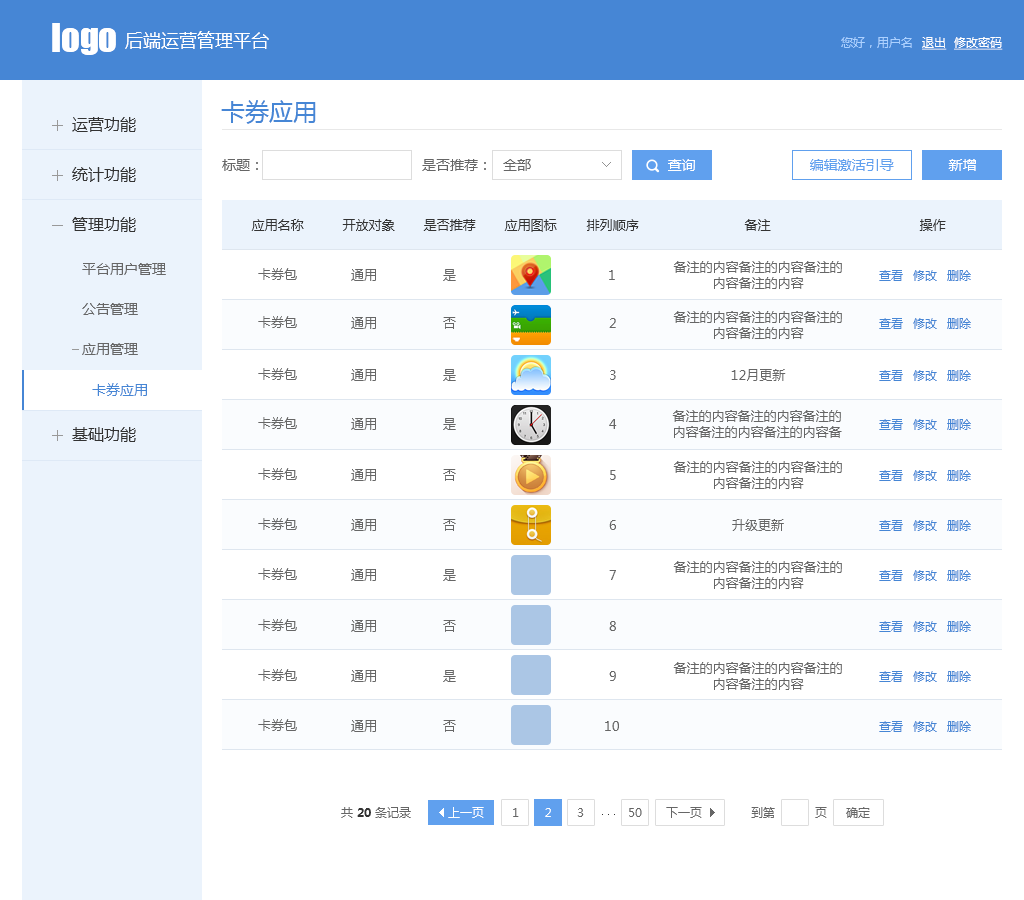 logo 后端运营管理平台
您好，用户名 退出 修改密码
运营功能
统计功能
管理功能
平台用户管理
公告管理
应用管理
卡券应用
基础功能
卡券应用
标题： 是否推荐： 全部 查询 编辑激活引导 新增
应用名称 开放对象 是否推荐 应用图标 排列顺序 备注 操作
卡券包 通用 是 1 备注的内容备注的内容备注的 查看 修改 删除
内容备注的内容
卡券包 通用 否 2 备注的内容备注的内容备注的 查看 修改 删除
内容备注的内容
卡券包 通用 是 3 12月更新 查看 修改 删除
卡券包 通用 是 4 备注的内容备注的内容备注的 查看 修改 删除
内容备注的内容备注的内容备
卡券包 通用 否 5 备注的内容备注的内容备注的 查看 修改 删除
内容备注的内容
卡券包 通用 否 6 升级更新 查看 修改 删除
卡券包 通用 是 7 备注的内容备注的内容备注的 查看 修改 删除
内容备注的内容
卡券包 通用 否 8 查看 修改 删除
卡券包 通用 是 9 备注的内容备注的内容备注的 查看 修改 删除
内容备注的内容
卡券包 通用 否 10 查看 修改 删除
共 20 条记录 上一页 1 2 3 ... 50 下一页 到第 页 确定